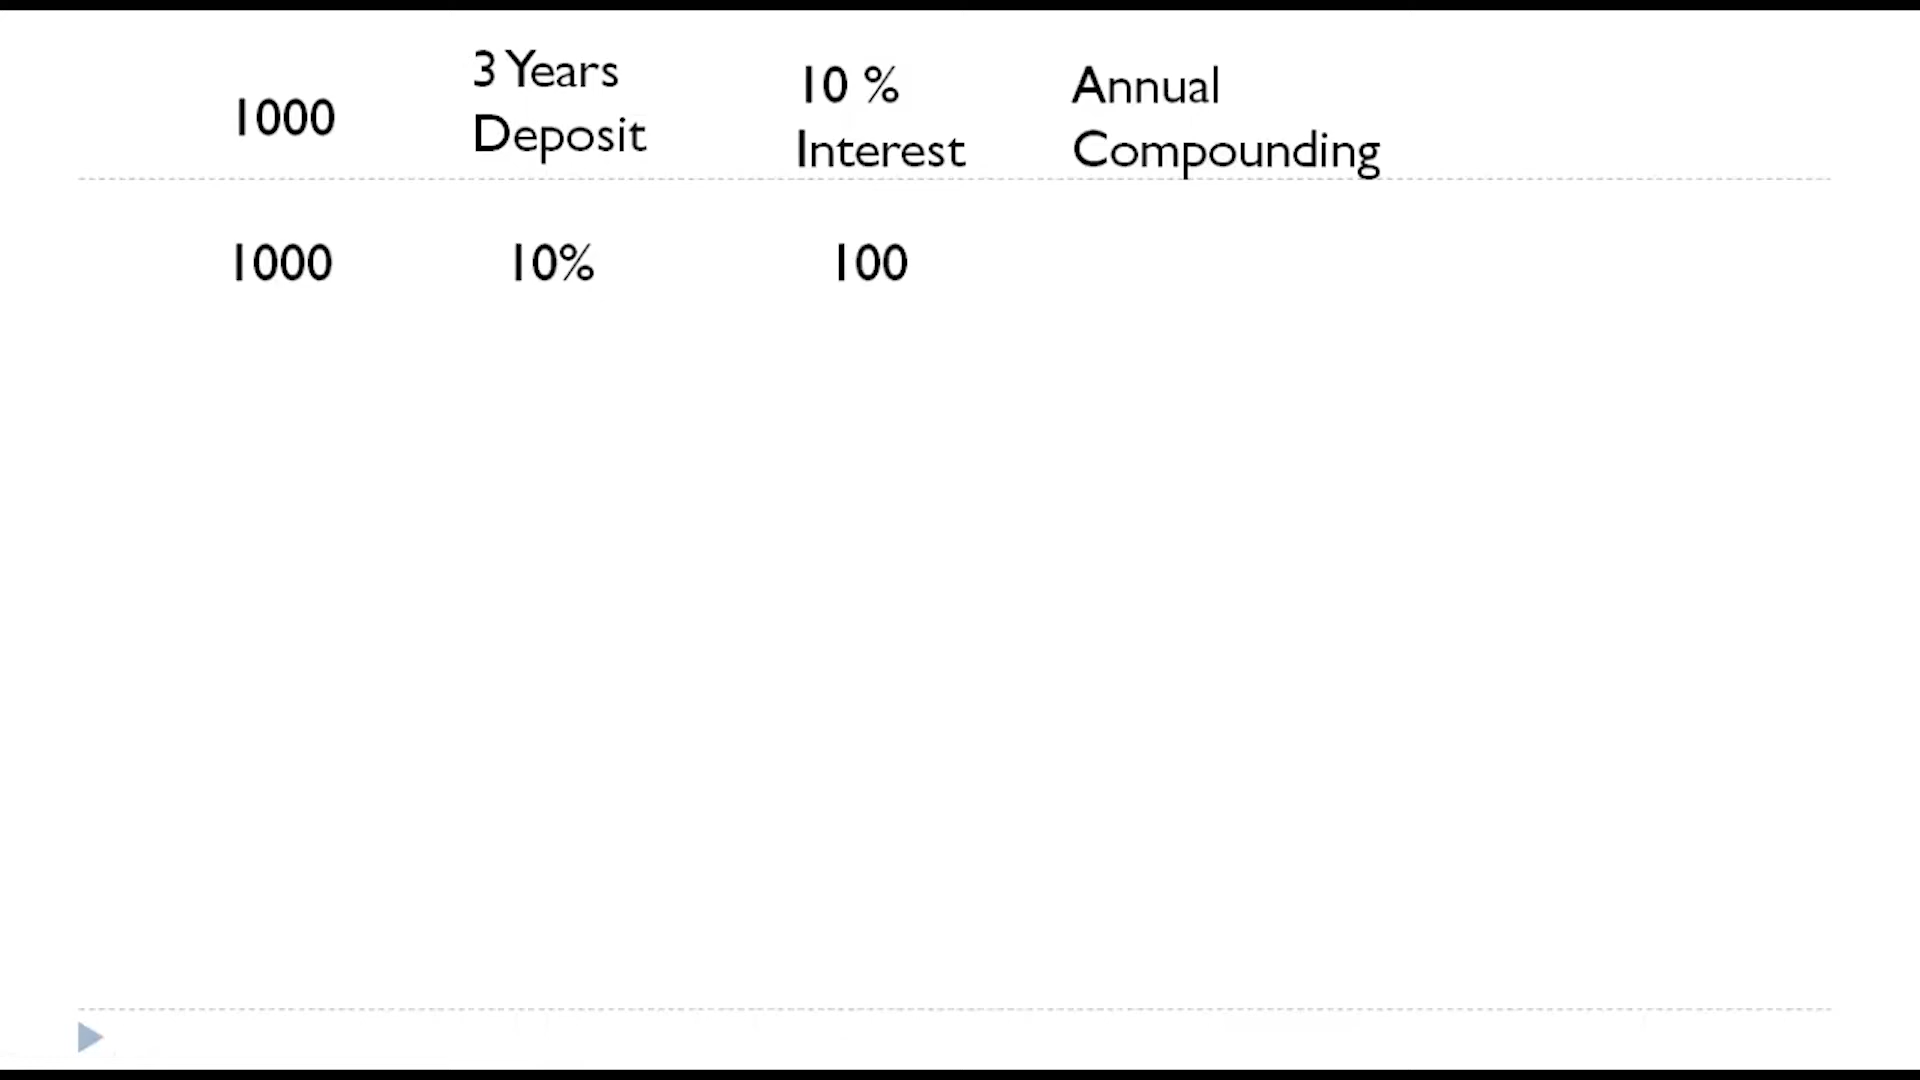 1000
3 Years
Deposit
10 %
Interest
Annual
Compounding
1000 10% 100